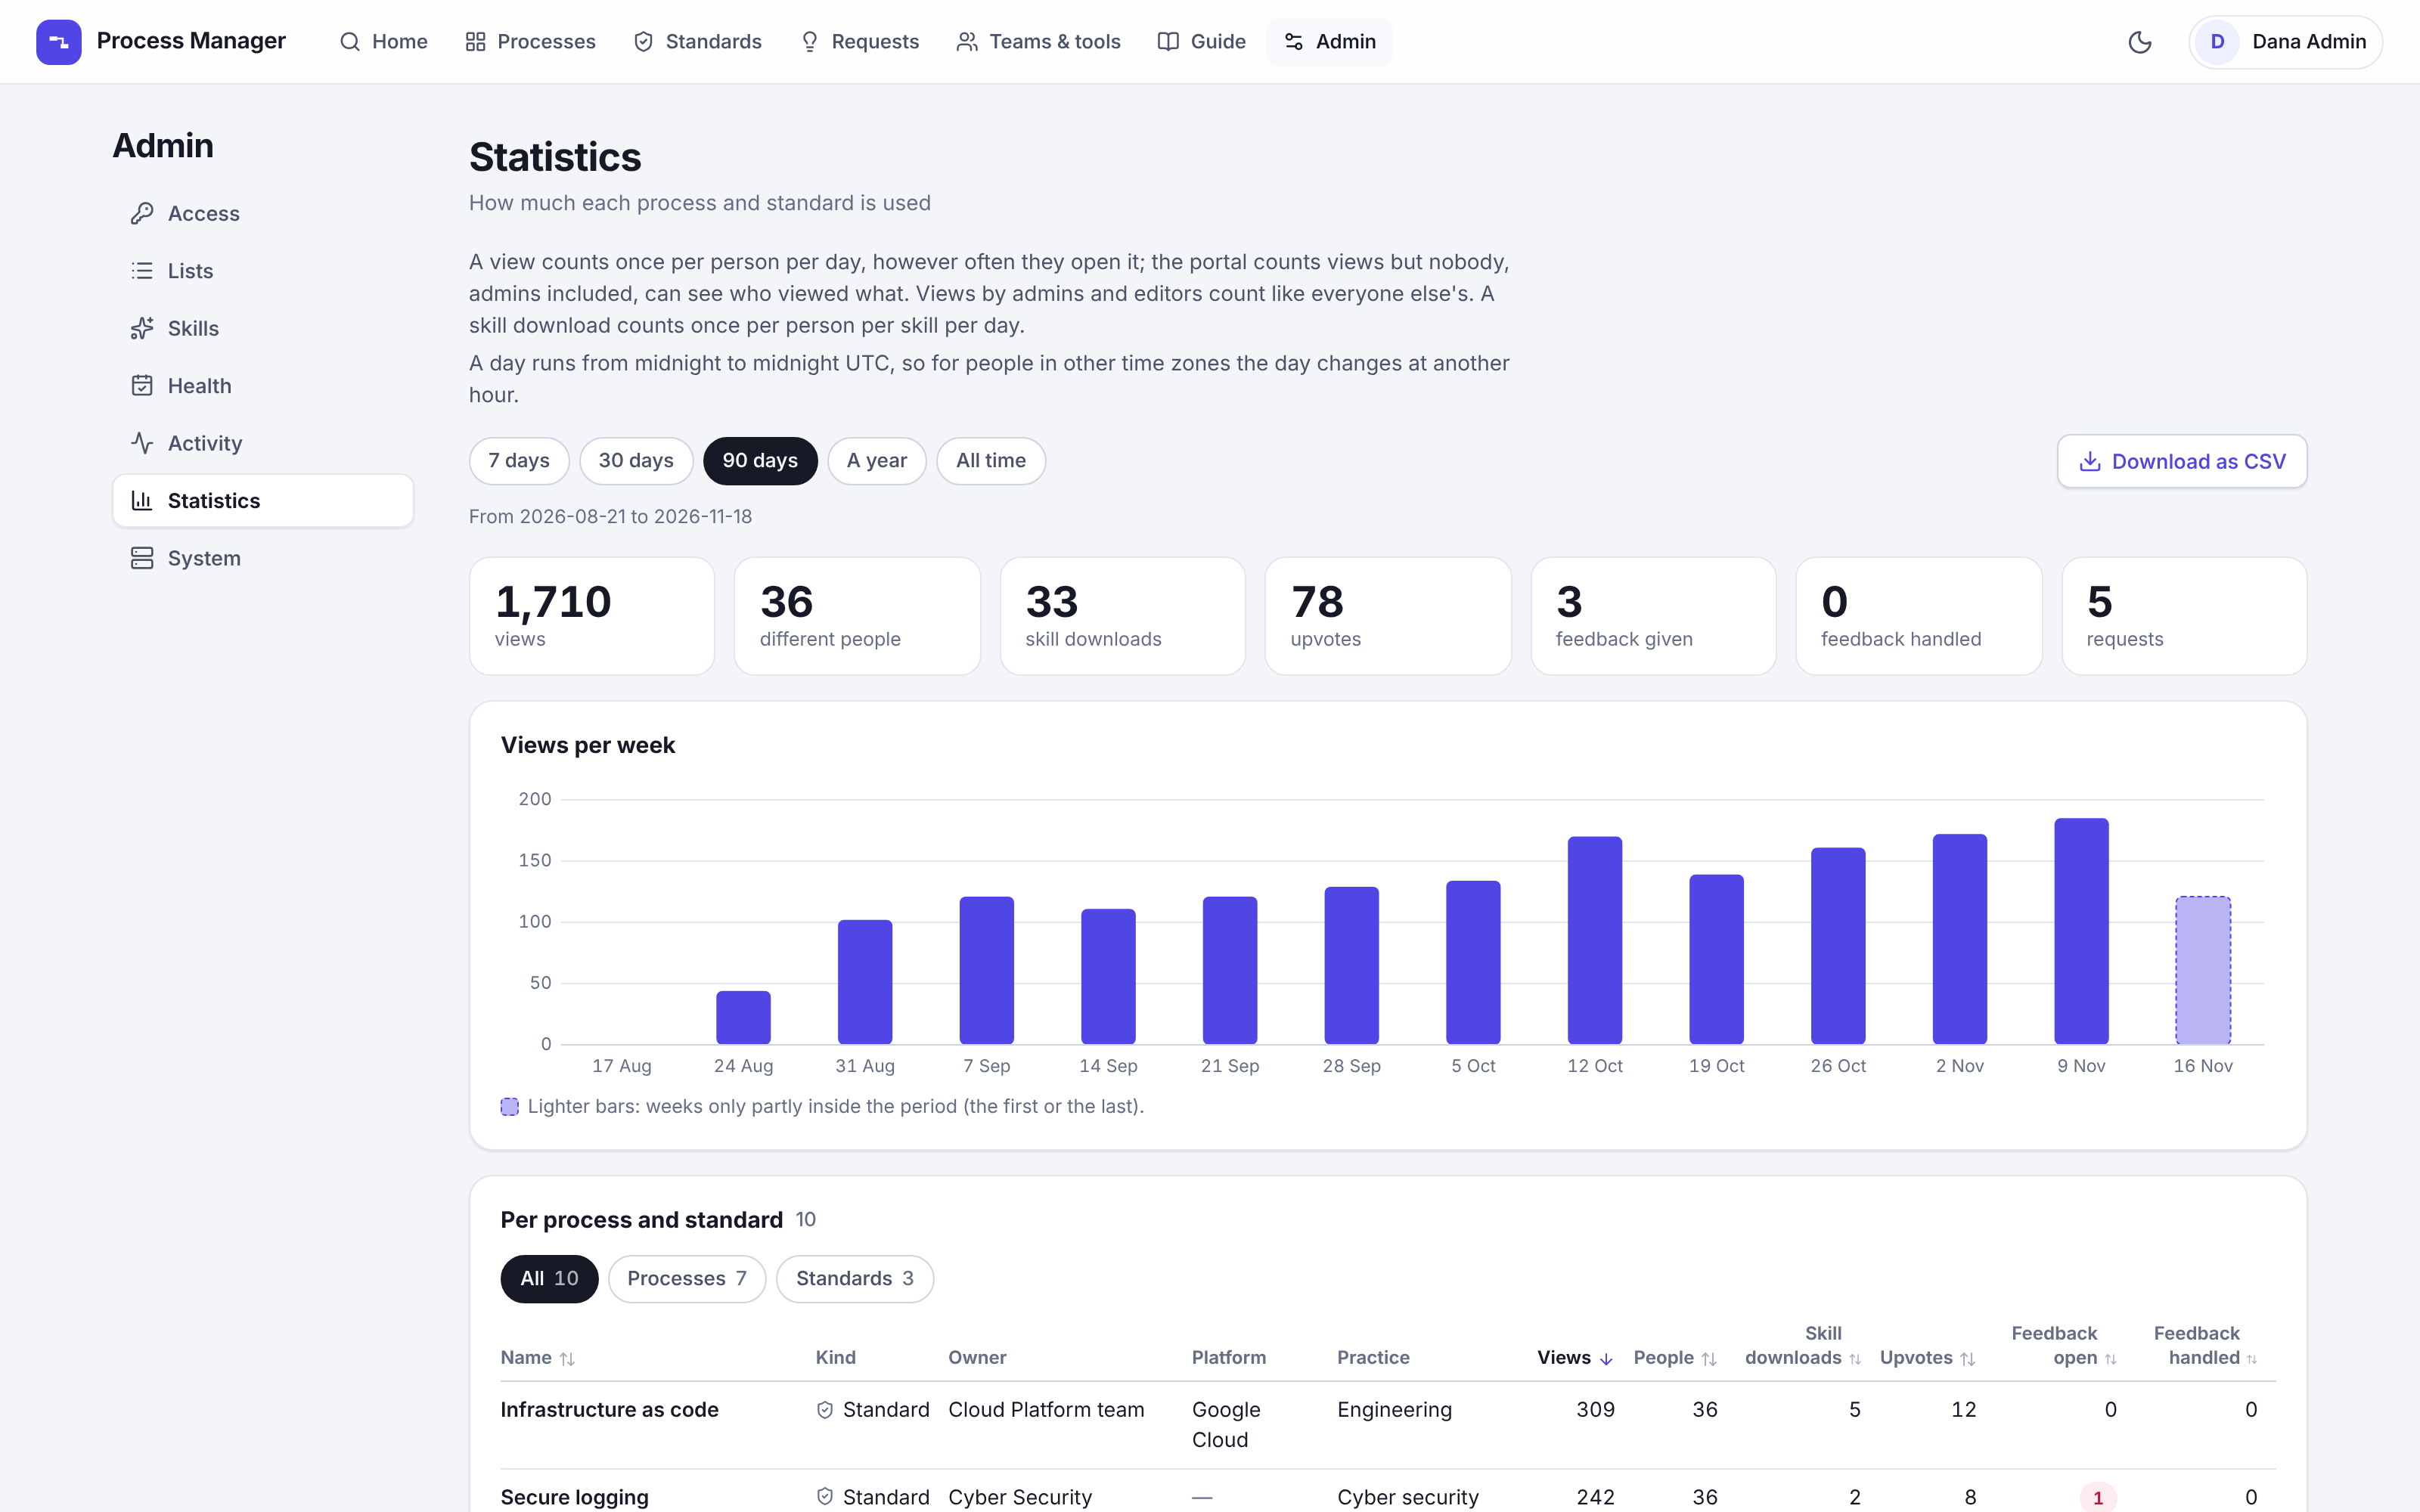 Process Manager
Home
Processes
Standards
Requests
Teams & tools
Guide
Admin
D
Dana Admin
Admin
Access
Lists
Skills
Health
Activity
Statistics
System
Statistics
How much each process and standard is used
A view counts once per person per day, however often they open it; the portal counts views but nobody,
admins included, can see who viewed what. Views by admins and editors count like everyone else's. A
skill download counts once per person per skill per day.
A day runs from midnight to midnight UTC, so for people in other time zones the day changes at another
hour.
7 days
30 days
90 days
A year
All time
Download as CSV
From 2026-08-21 to 2026-11-18
1,710
views
36
different people
33
skill downloads
78
upvotes
3
feedback given
0
feedback handled
5
requests
Views per week
200
150
100
50
0
17 Aug
24 Aug
31 Aug
7 Sep
14 Sep
21 Sep
28 Sep
5 Oct
12 Oct
19 Oct
26 Oct
2 Nov
9 Nov
16 Nov
Lighter bars: weeks only partly inside the period (the first or the last).
Per process and standard 10
All 10
Processes 7
Standards 3
Name
Kind
Owner
Platform
Practice
Views
People
Skill
downloads
Upvotes
Feedback
open
Feedback
handled
Infrastructure as code
Standard
Cloud Platform team
Google
Cloud
Engineering
309
36
5
12
0
0
Secure logging
Standard
Cyber Security
—
Cyber security
242
36
2
8
1
0